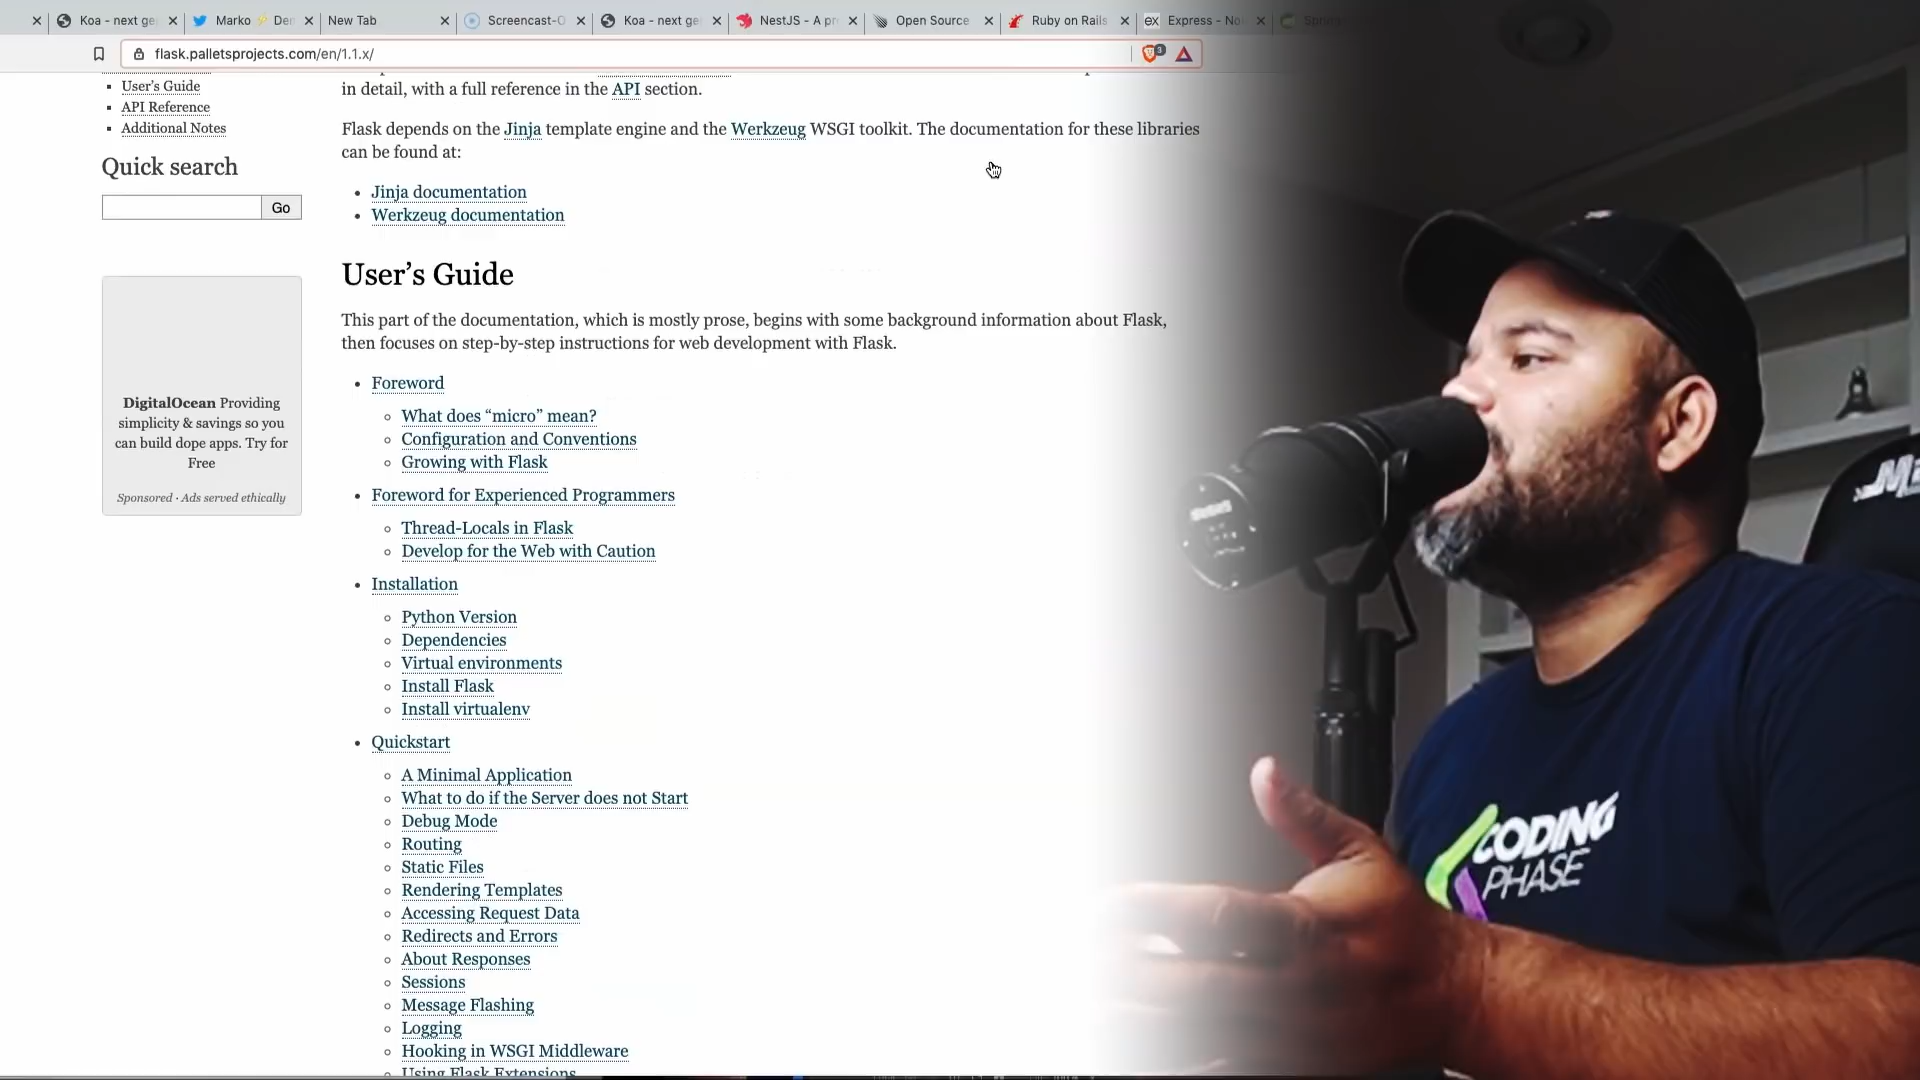 Koa - next ge
Marko ⚡ De
New Tab
Screencast-O
Koa - next ge
NestJS - A pr
Open Source
Ruby on Rails
ex Express - No
Spring
flask.palletsprojects.com/en/1.1.x/
3
User's Guide
API Reference
Additional Notes
Quick search
Go
DigitalOcean Providing
simplicity & savings so you
can build dope apps. Try for
Free
Sponsored · Ads served ethically
in detail, with a full reference in the API section.
Flask depends on the Jinja template engine and the Werkzeug WSGI toolkit. The documentation for these libraries
can be found at:
Jinja documentation
Werkzeug documentation
User’s Guide
This part of the documentation, which is mostly prose, begins with some background information about Flask,
then focuses on step-by-step instructions for web development with Flask.
Foreword
What does “micro” mean?
Configuration and Conventions
Growing with Flask
Foreword for Experienced Programmers
Thread-Locals in Flask
Develop for the Web with Caution
Installation
Python Version
Dependencies
Virtual environments
Install Flask
Install virtualenv
Quickstart
A Minimal Application
What to do if the Server does not Start
Debug Mode
Routing
Static Files
Rendering Templates
Accessing Request Data
Redirects and Errors
About Responses
Sessions
Message Flashing
Logging
Hooking in WSGI Middleware
Using Flask Extensions
CODING
PHASE